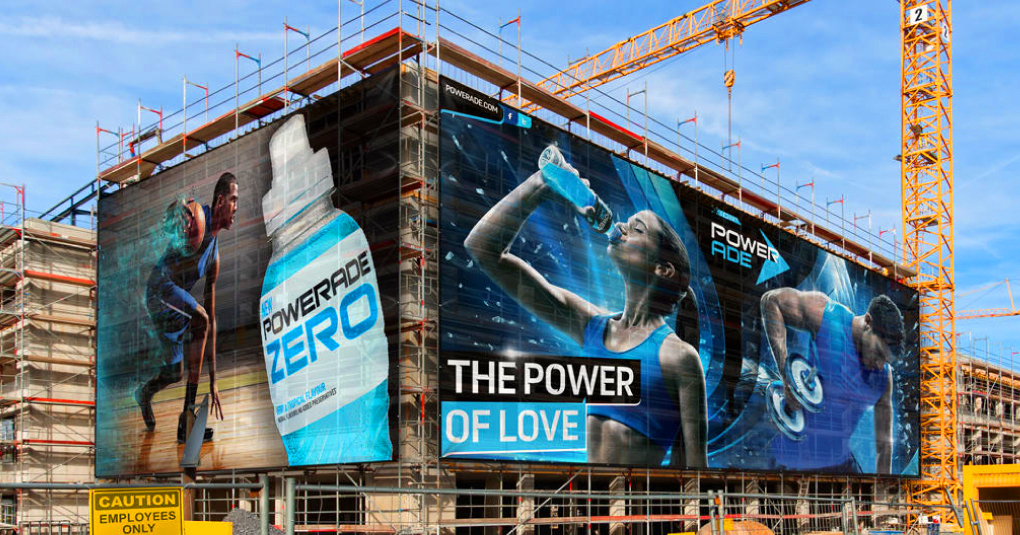 2
POWERADE.COM
NEW
POWERADE
ZERO
POWER
ADE
THE POWER
OF LOVE
CAUTION
EMPLOYEES
ONLY